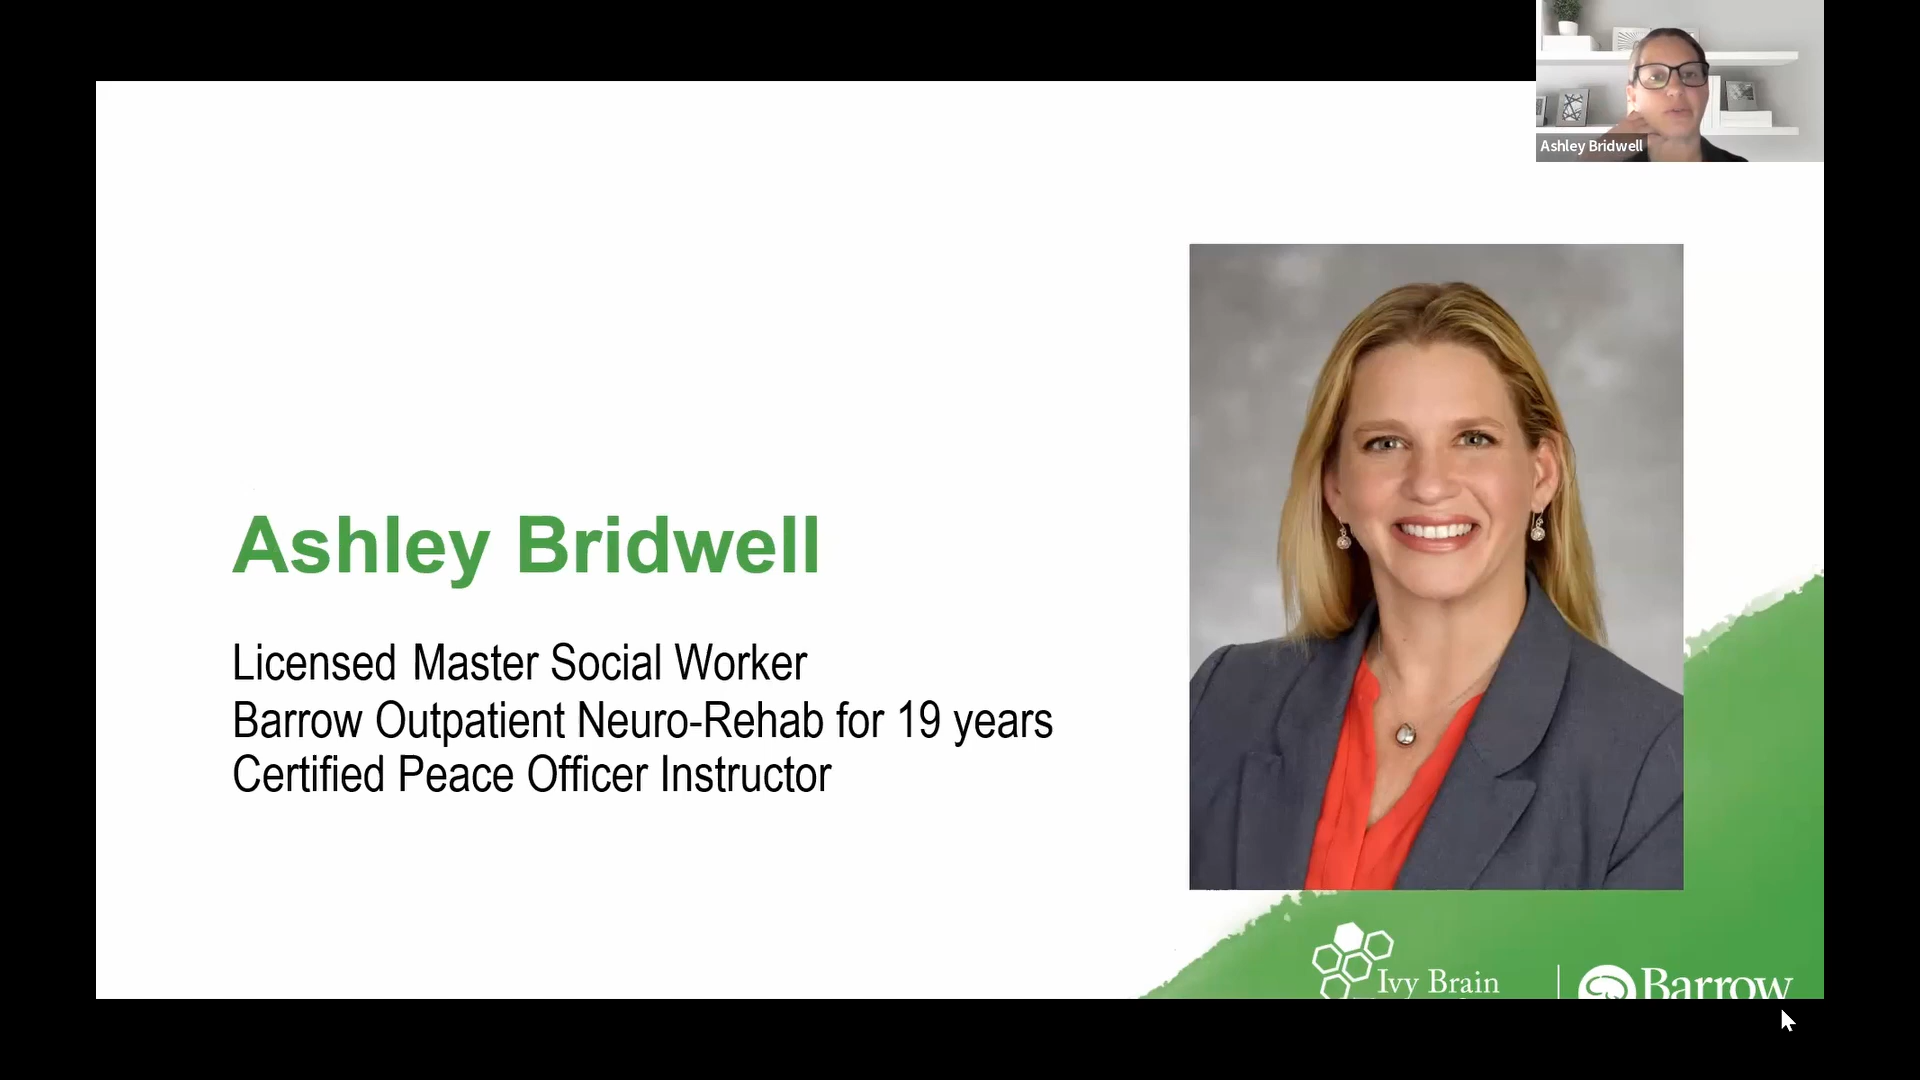 Ashley Bridwell
Ashley Bridwell
Licensed Master Social Worker
Barrow Outpatient Neuro-Rehab for 19 years
Certified Peace Officer Instructor
Ivy Brain
Barrow